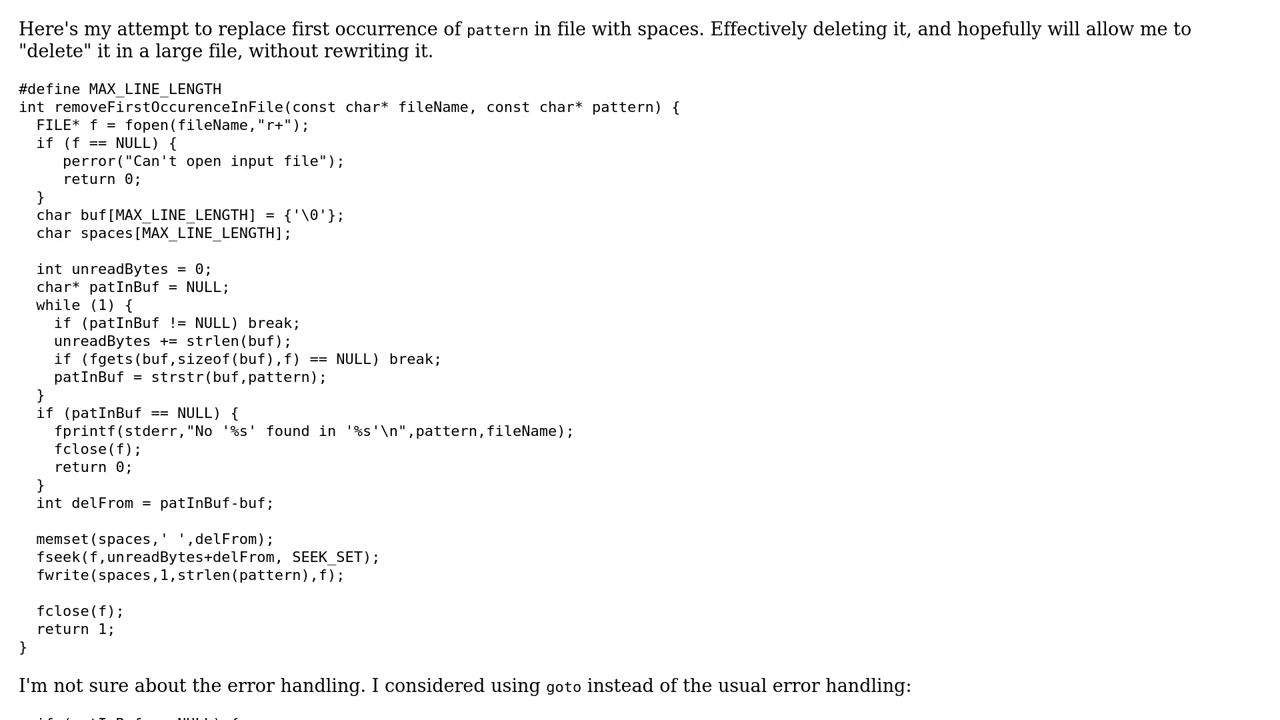 Here's my attempt to replace first occurrence of pattern in file with spaces. Effectively deleting it, and hopefully will allow me to
"delete" it in a large file, without rewriting it.
#define MAX_LINE_LENGTH
int removeFirstOccurenceInFile(const char* fileName, const char* pattern) {
  FILE* f = fopen(fileName,"r+");
  if (f == NULL) {
     perror("Can't open input file");
     return 0;
  }
  char buf[MAX_LINE_LENGTH] = {'\0'};
  char spaces[MAX_LINE_LENGTH];
  int unreadBytes = 0;
  char* patInBuf = NULL;
  while (1) {
    if (patInBuf != NULL) break;
    unreadBytes += strlen(buf);
    if (fgets(buf,sizeof(buf),f) == NULL) break;
    patInBuf = strstr(buf,pattern);
  }
  if (patInBuf == NULL) {
    fprintf(stderr,"No '%s' found in '%s'\n",pattern,fileName);
    fclose(f);
    return 0;
  }
  int delFrom = patInBuf-buf;
  memset(spaces,' ',delFrom);
  fseek(f,unreadBytes+delFrom, SEEK_SET);
  fwrite(spaces,1,strlen(pattern),f);
  fclose(f);
  return 1;
}
I'm not sure about the error handling. I considered using goto instead of the usual error handling: